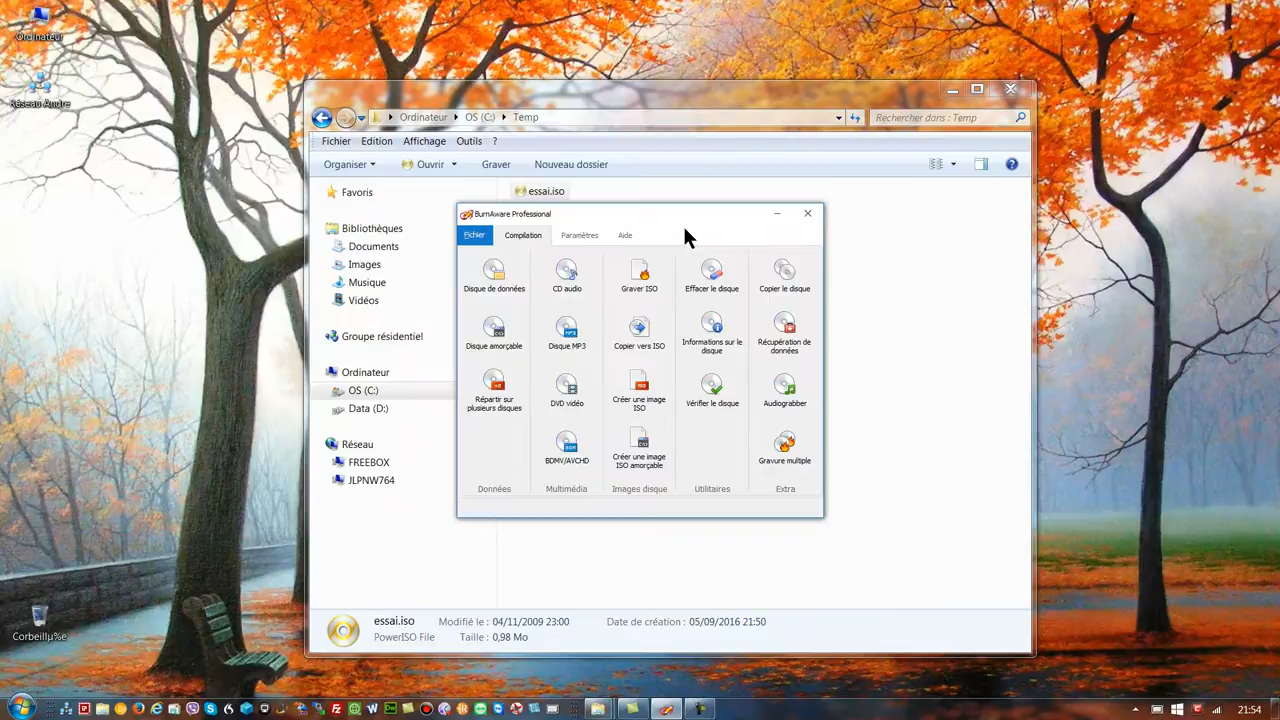 Ordinateur
Réseau André
Ordinateur
OS (C:)
Temp
Rechercher dans : Temp
Fichier
Edition
Affichage
Outils
?
Organiser
Ouvrir
Graver
Nouveau dossier
Favoris
essai.iso
Bibliothèques
Documents
Images
Musique
Vidéos
Groupe résidentiel
Ordinateur
OS (C:)
Data (D:)
Réseau
FREEBOX
JLPNW764
BurnAware Professional
Fichier
Compilation
Paramètres
Aide
Disque de données
CD audio
Graver ISO
Effacer le disque
Copier le disque
Disque amorçable
Disque MP3
Copier vers ISO
Informations sur le
disque
Récupération de
données
Répartir sur
plusieurs disques
DVD vidéo
Créer une image
ISO
Vérifier le disque
Audiograbber
BDMV/AVCHD
Créer une image
ISO amorçable
Gravure multiple
Données
Multimédia
Images disque
Utilitaires
Extra
essai.iso
Modifié le : 04/11/2009 23:00
Date de création : 05/09/2016 21:50
PowerISO File
Taille : 0,98 Mo
Corbeillµ%e
21:54